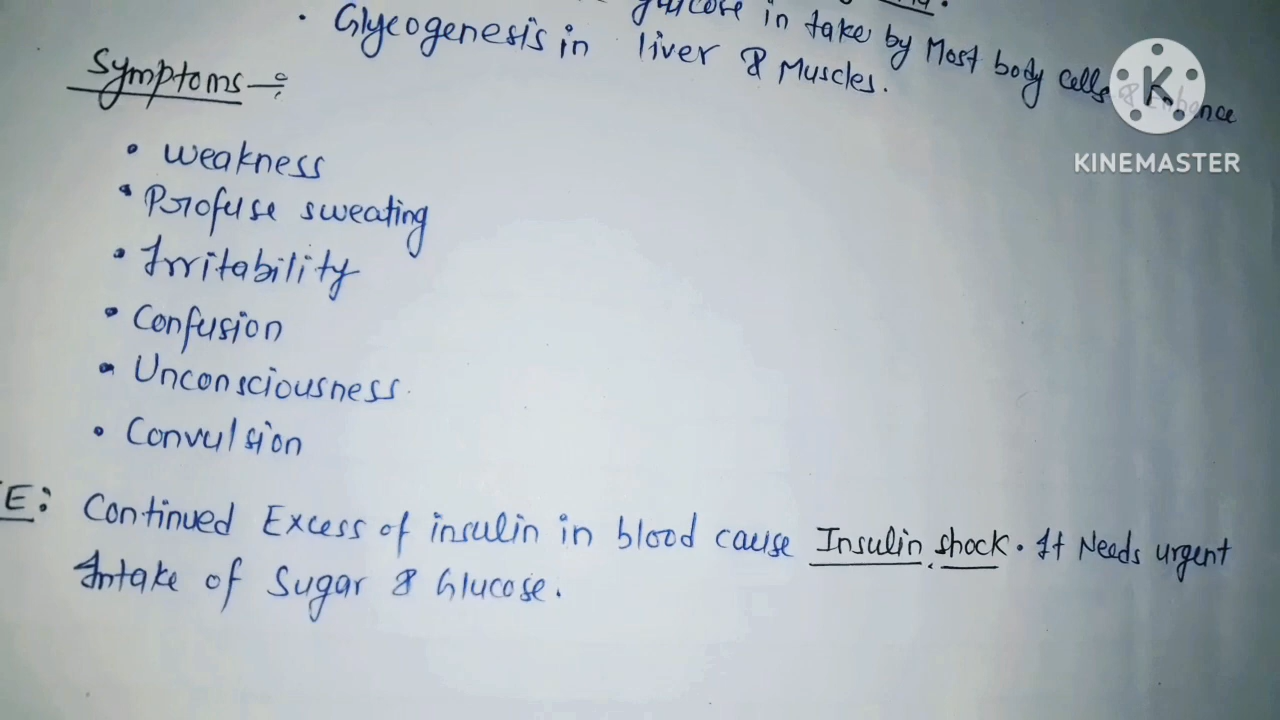 glucose in take by Most body cells & Enhance
• Glycogenesis in liver & Muscles.
Symptoms -:
• Weakness
• Profuse sweating
• Irritability
• Confusion
• Unconsciousness.
• Convulsion
E: Continued Excess of insulin in blood cause Insulin shock. It Needs urgent
Intake of Sugar & Glucose.
K
KINEMASTER